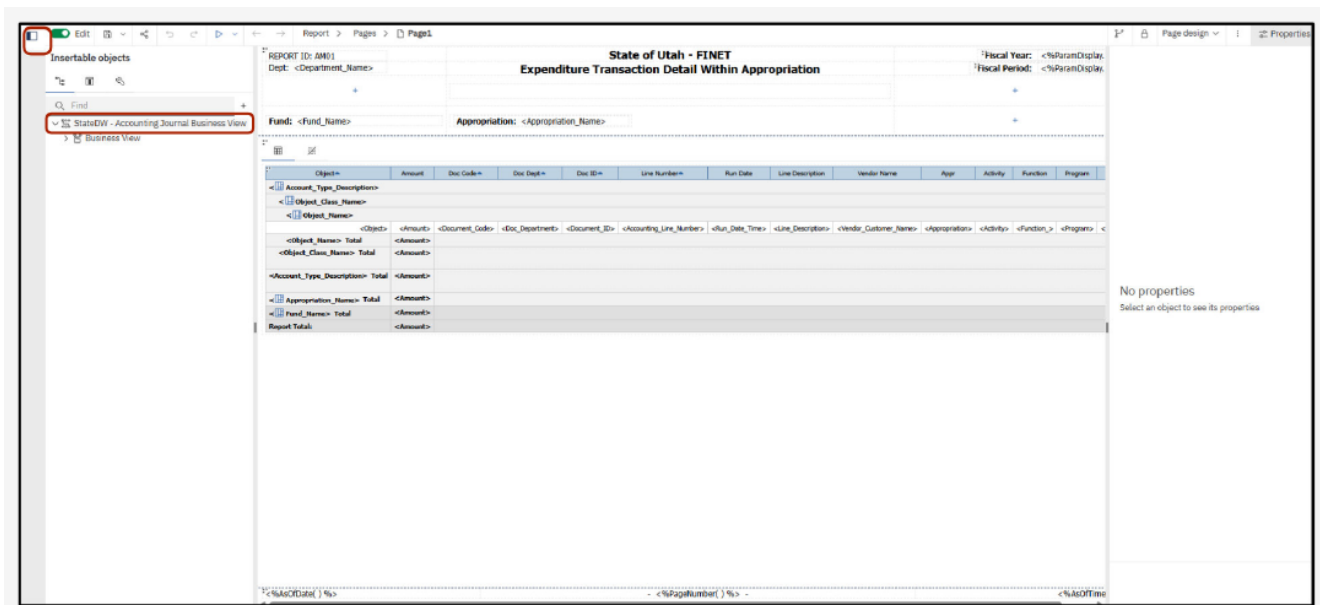 Edit
Report > Pages > Page1
Page design
Properties
Insertable objects
Find
StateDW - Accounting Journal Business View
Business View
REPORT ID: AM01
State of Utah - FINET
Fiscal Year: <%ParamDisplay.
Dept: <Department_Name>
Expenditure Transaction Detail Within Appropriation
Fiscal Period: <%ParamDisplay.
Fund: <Fund_Name>
Appropriation: <Appropriation_Name>
Object Amount Doc Code Doc Dept Doc ID Line Number Run Date Line Description Vendor Name Appr Activity Function Program
<Account_Type_Description>
<Object_Class_Name>
<Object_Name>
<Object> <Amount> <Document_Code> <Doc_Department> <Document_ID> <Accounting_Line_Number> <Run_Date_Time> <Line_Description> <Vendor_Customer_Name> <Appropriation> <Activity> <Function_> <Program> <
<Object_Name> Total <Amount>
<Object_Class_Name> Total <Amount>
<Account_Type_Description> Total <Amount>
<Appropriation_Name> Total <Amount>
<Fund_Name> Total <Amount>
Report Total: <Amount>
No properties
Select an object to see its properties
<%AsOfDate( ) %>
- <%PageNumber( ) %> -
<%AsOfTime